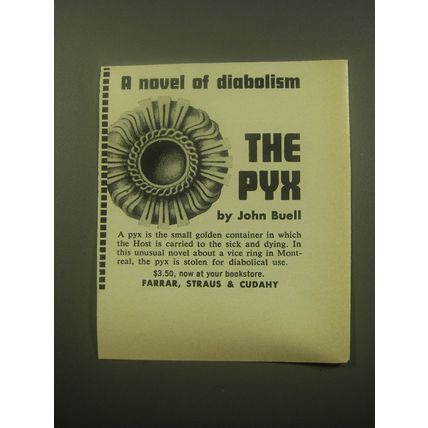 A novel of diabolism
THE
PYX
by John Buell
A pyx is the small golden container in which
the Host is carried to the sick and dying. In
this unusual novel about a vice ring in Mont-
real, the pyx is stolen for diabolical use.
$3.50, now at your bookstore.
FARRAR, STRAUS & CUDAHY